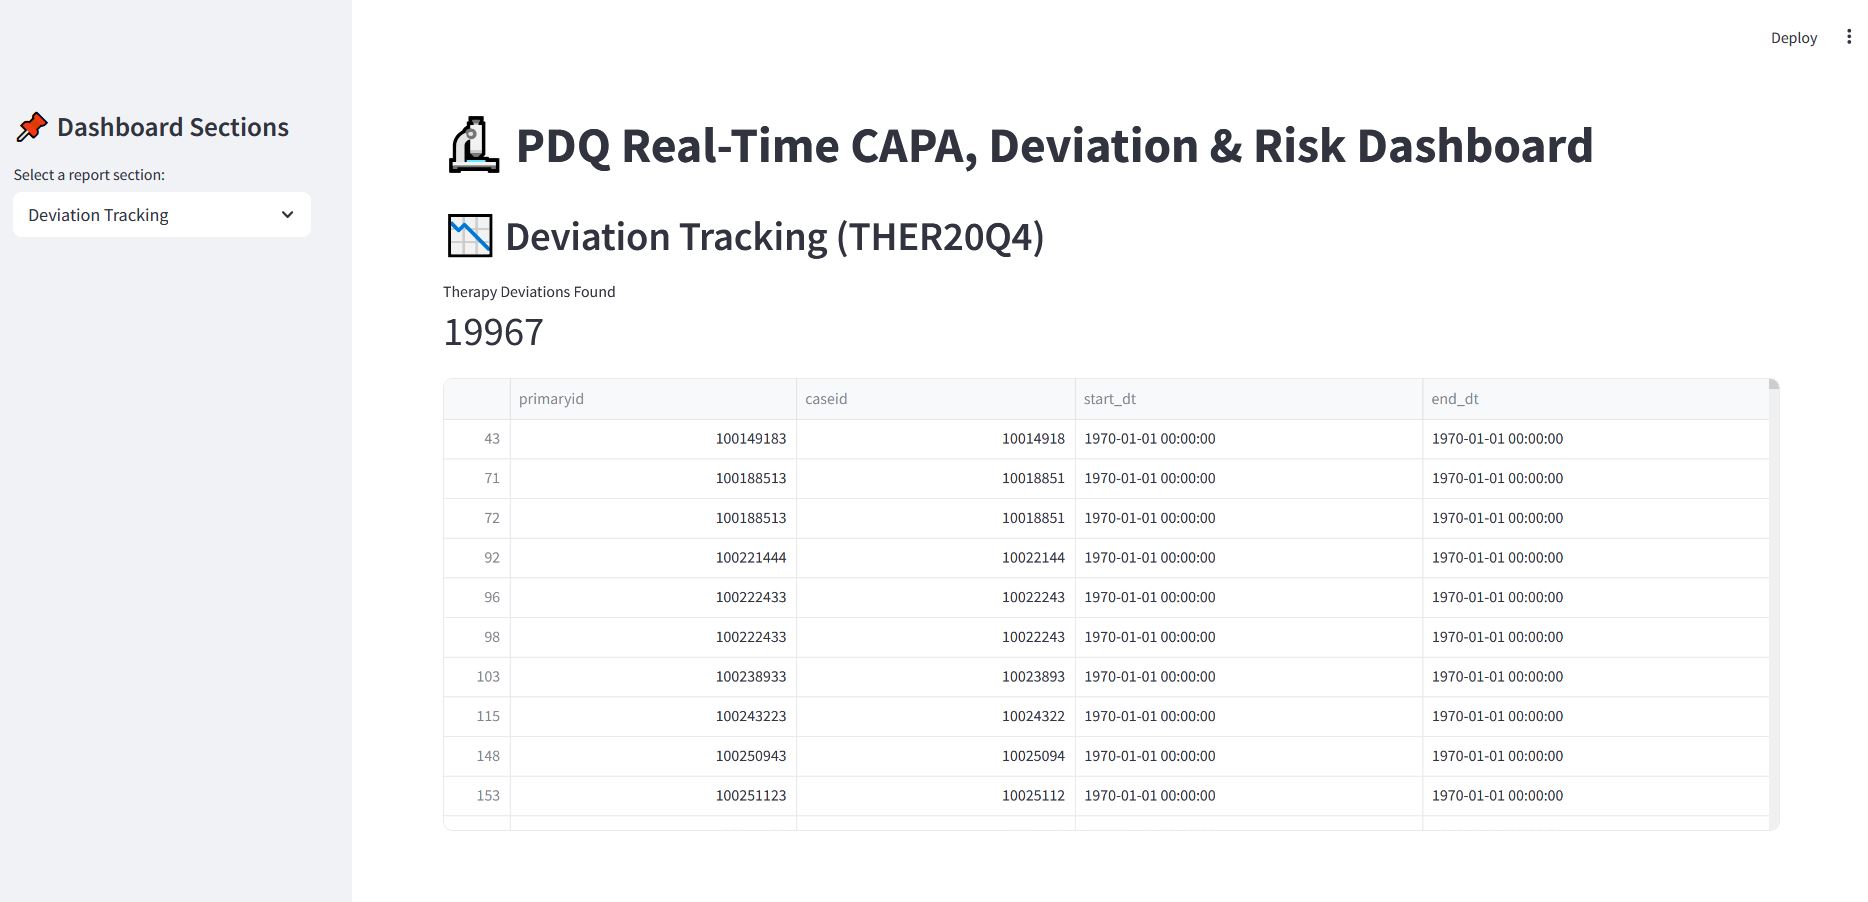 Deploy
Dashboard Sections
Select a report section:
Deviation Tracking
PDQ Real-Time CAPA, Deviation & Risk Dashboard
Deviation Tracking (THER20Q4)
Therapy Deviations Found
19967
primaryid caseid start_dt end_dt
43 100149183 10014918 1970-01-01 00:00:00 1970-01-01 00:00:00
71 100188513 10018851 1970-01-01 00:00:00 1970-01-01 00:00:00
72 100188513 10018851 1970-01-01 00:00:00 1970-01-01 00:00:00
92 100221444 10022144 1970-01-01 00:00:00 1970-01-01 00:00:00
96 100222433 10022243 1970-01-01 00:00:00 1970-01-01 00:00:00
98 100222433 10022243 1970-01-01 00:00:00 1970-01-01 00:00:00
103 100238933 10023893 1970-01-01 00:00:00 1970-01-01 00:00:00
115 100243223 10024322 1970-01-01 00:00:00 1970-01-01 00:00:00
148 100250943 10025094 1970-01-01 00:00:00 1970-01-01 00:00:00
153 100251123 10025112 1970-01-01 00:00:00 1970-01-01 00:00:00